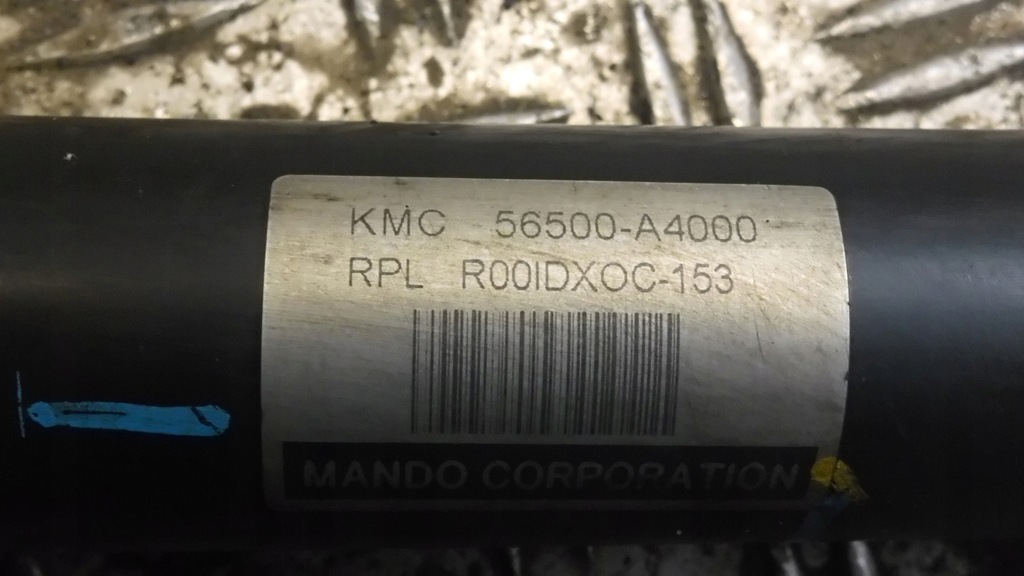 KMC 56500-A4000
RPL R00IDXOC-153
MANDO CORPORATION